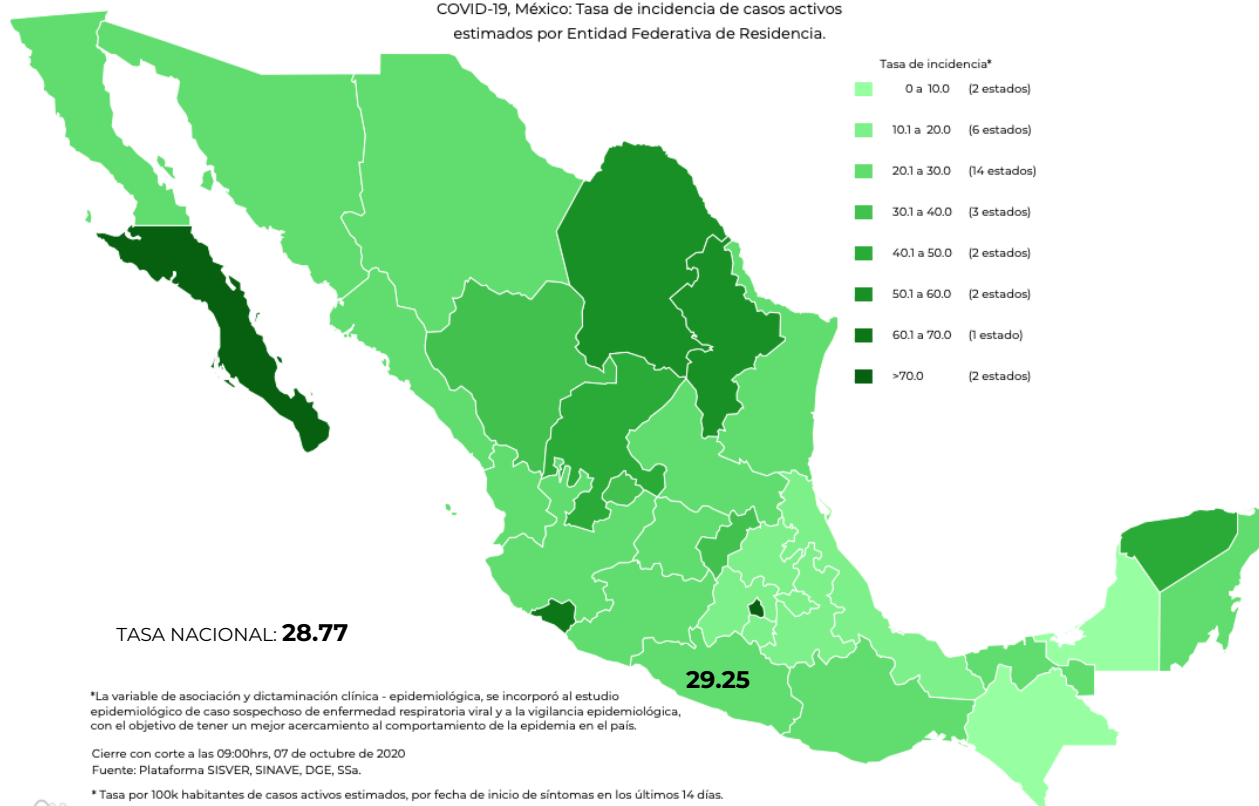 COVID-19, México: Tasa de incidencia de casos activos
estimados por Entidad Federativa de Residencia.
Tasa de incidencia*
0 a 10.0 (2 estados)
10.1 a 20.0 (6 estados)
20.1 a 30.0 (14 estados)
30.1 a 40.0 (3 estados)
40.1 a 50.0 (2 estados)
50.1 a 60.0 (2 estados)
60.1 a 70.0 (1 estado)
>70.0 (2 estados)
TASA NACIONAL: 28.77
29.25
*La variable de asociación y dictaminación clínica - epidemiológica, se incorporó al estudio
epidemiológico de caso sospechoso de enfermedad respiratoria viral y a la vigilancia epidemiológica,
con el objetivo de tener un mejor acercamiento al comportamiento de la epidemia en el país.
Cierre con corte a las 09:00hrs, 07 de octubre de 2020
Fuente: Plataforma SISVER, SINAVE, DGE, SSa.
* Tasa por 100k habitantes de casos activos estimados, por fecha de inicio de síntomas en los últimos 14 días.